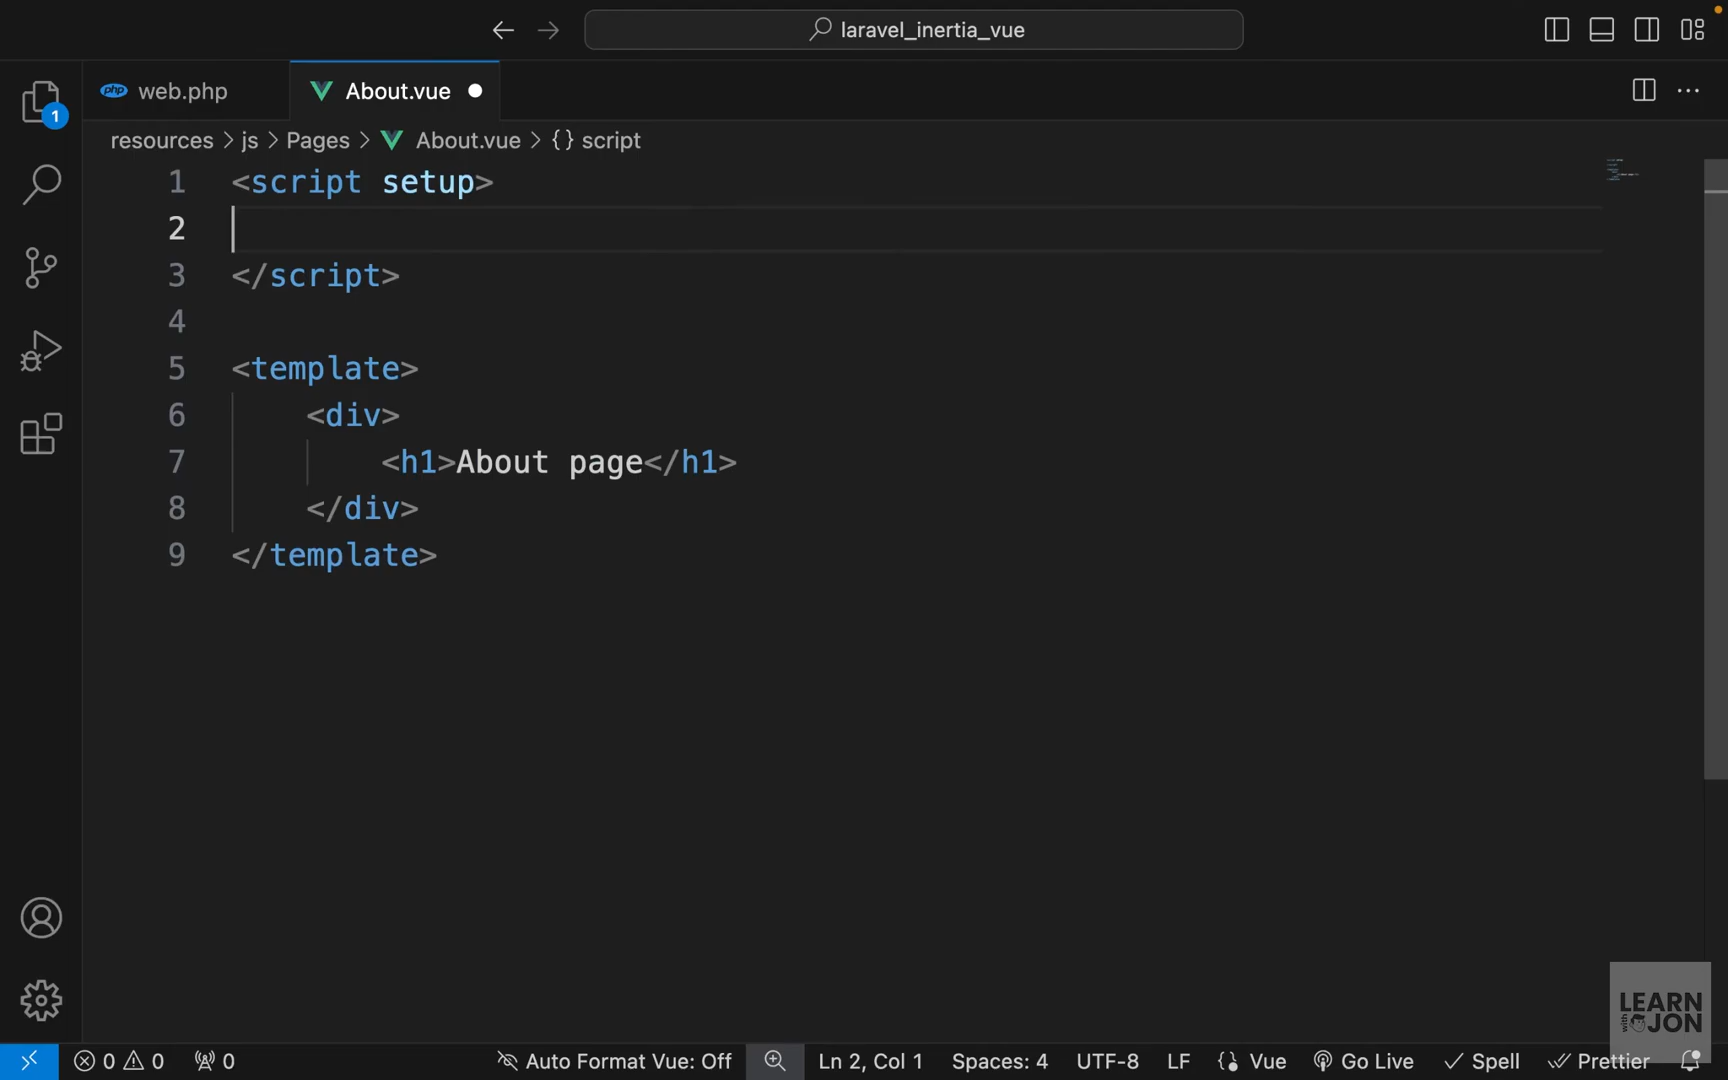 laravel_inertia_vue
web.php
About.vue
1
resources > js > Pages > About.vue > {} script
1 <script setup>
2
3 </script>
4
5 <template>
6     <div>
7         <h1>About page</h1>
8     </div>
9 </template>
LEARN
with JON
0 0 0 Auto Format Vue: Off Ln 2, Col 1 Spaces: 4 UTF-8 LF Vue Go Live Spell Prettier